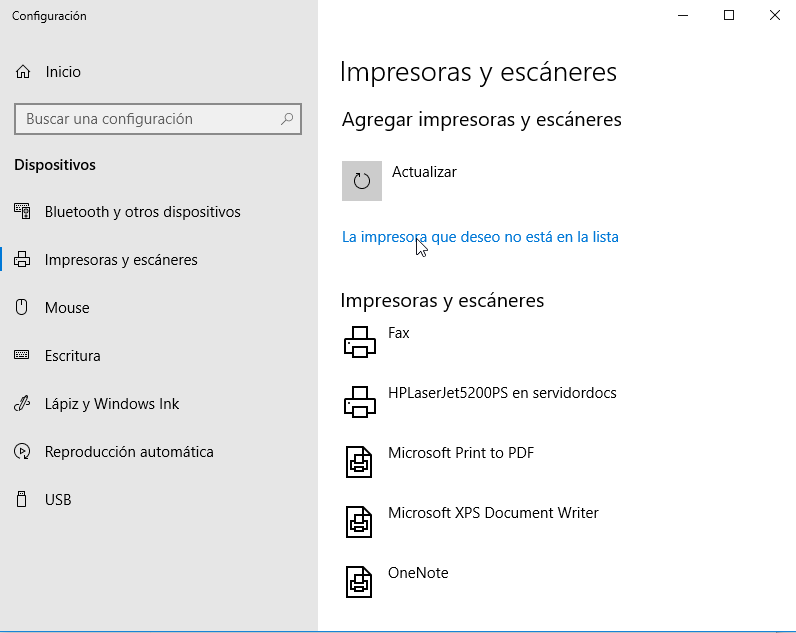 Configuración
Inicio
Buscar una configuración
Dispositivos
Bluetooth y otros dispositivos
Impresoras y escáneres
Mouse
Escritura
Lápiz y Windows Ink
Reproducción automática
USB
Impresoras y escáneres
Agregar impresoras y escáneres
Actualizar
La impresora que deseo no está en la lista
Impresoras y escáneres
Fax
HPLaserJet5200PS en servidordocs
Microsoft Print to PDF
Microsoft XPS Document Writer
OneNote